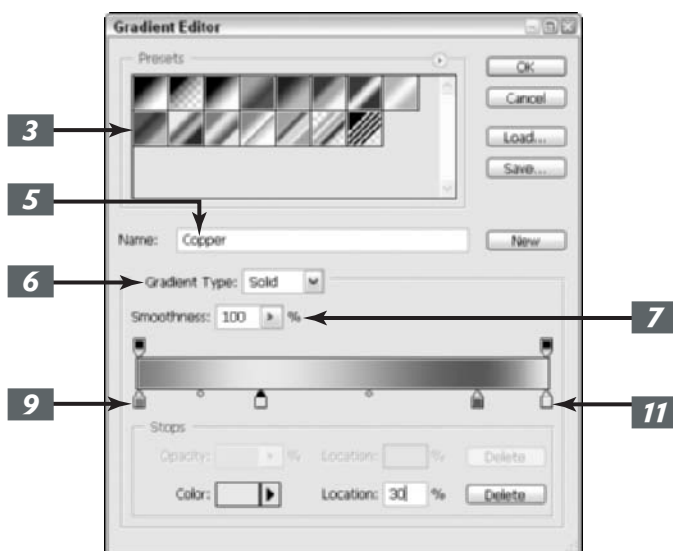 Gradient Editor
Presets
OK
Cancel
3
Load...
Save...
5
Name: Copper
New
6
Gradient Type: Solid
Smoothness: 100 %
7
9
11
Stops
Opacity: % Location: % Delete
Color: Location: 30 % Delete